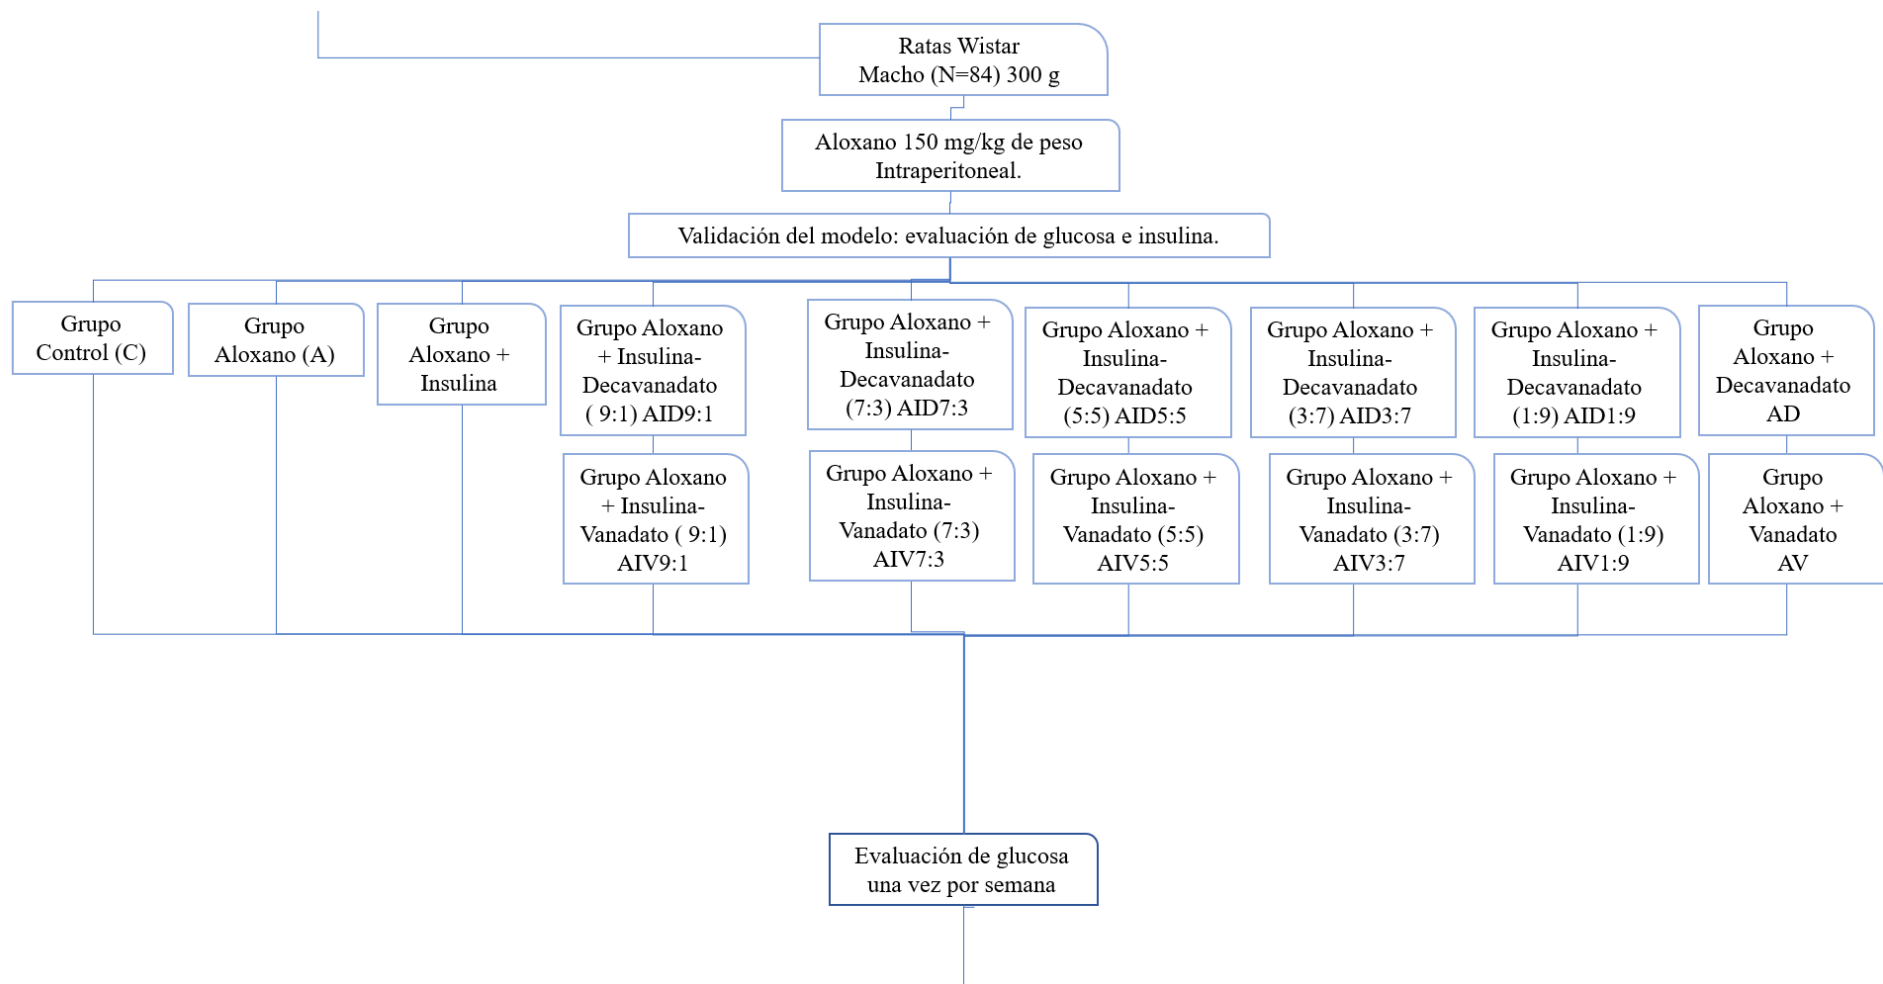 Ratas Wistar
Macho (N=84) 300 g
Aloxano 150 mg/kg de peso
Intraperitoneal.
Validación del modelo: evaluación de glucosa e insulina.
Grupo
Control (C)
Grupo
Aloxano (A)
Grupo
Aloxano +
Insulina
Grupo Aloxano
+ Insulina-
Decavanadato
( 9:1) AID9:1
Grupo Aloxano +
Insulina-
Decavanadato
(7:3) AID7:3
Grupo Aloxano +
Insulina-
Decavanadato
(5:5) AID5:5
Grupo Aloxano +
Insulina-
Decavanadato
(3:7) AID3:7
Grupo Aloxano +
Insulina-
Decavanadato
(1:9) AID1:9
Grupo
Aloxano +
Decavanadato
AD
Grupo Aloxano
+ Insulina-
Vanadato ( 9:1)
AIV9:1
Grupo Aloxano +
Insulina-
Vanadato (7:3)
AIV7:3
Grupo Aloxano +
Insulina-
Vanadato (5:5)
AIV5:5
Grupo Aloxano +
Insulina-
Vanadato (3:7)
AIV3:7
Grupo Aloxano +
Insulina-
Vanadato (1:9)
AIV1:9
Grupo
Aloxano +
Vanadato
AV
Evaluación de glucosa
una vez por semana